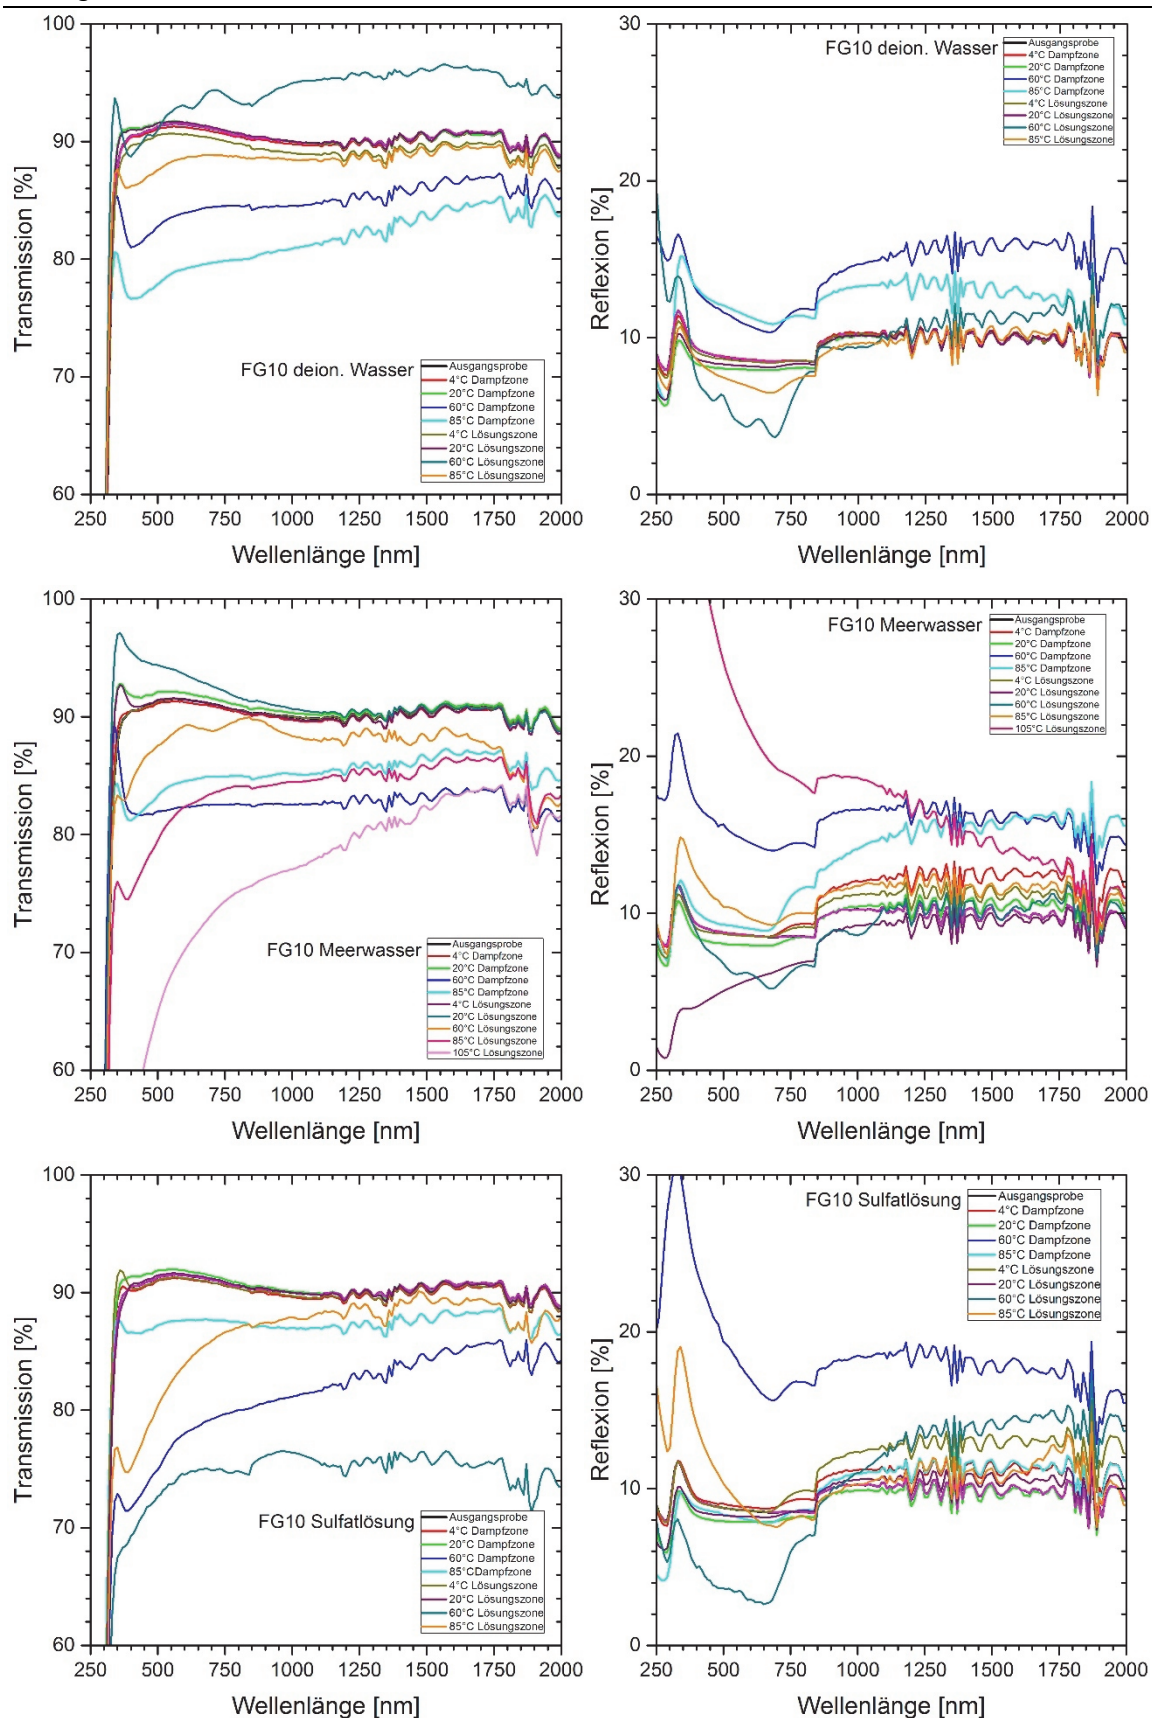 100
90
80
70
60
Transmission [%]
FG10 deion. Wasser
Ausgangsprobe
4°C Dampfzone
20°C Dampfzone
60°C Dampfzone
85°C Dampfzone
4°C Lösungszone
20°C Lösungszone
60°C Lösungszone
85°C Lösungszone
250 500 750 1000 1250 1500 1750 2000
Wellenlänge [nm]
30
20
10
0
Reflexion [%]
FG10 deion. Wasser
Ausgangsprobe
4°C Dampfzone
20°C Dampfzone
60°C Dampfzone
85°C Dampfzone
4°C Lösungszone
20°C Lösungszone
60°C Lösungszone
85°C Lösungszone
250 500 750 1000 1250 1500 1750 2000
Wellenlänge [nm]
100
90
80
70
60
Transmission [%]
FG10 Meerwasser
Ausgangsprobe
4°C Dampfzone
20°C Dampfzone
60°C Dampfzone
85°C Dampfzone
4°C Lösungszone
20°C Lösungszone
60°C Lösungszone
85°C Lösungszone
105°C Lösungszone
250 500 750 1000 1250 1500 1750 2000
Wellenlänge [nm]
30
20
10
0
Reflexion [%]
FG10 Meerwasser
Ausgangsprobe
4°C Dampfzone
20°C Dampfzone
60°C Dampfzone
85°C Dampfzone
4°C Lösungszone
20°C Lösungszone
60°C Lösungszone
85°C Lösungszone
105°C Lösungszone
250 500 750 1000 1250 1500 1750 2000
Wellenlänge [nm]
100
90
80
70
60
Transmission [%]
FG10 Sulfatlösung
Ausgangsprobe
4°C Dampfzone
20°C Dampfzone
60°C Dampfzone
85°CDampfzone
4°C Lösungszone
20°C Lösungszone
60°C Lösungszone
85°C Lösungszone
250 500 750 1000 1250 1500 1750 2000
Wellenlänge [nm]
30
20
10
0
Reflexion [%]
FG10 Sulfatlösung
Ausgangsprobe
4°C Dampfzone
20°C Dampfzone
60°C Dampfzone
85°C Dampfzone
4°C Lösungszone
20°C Lösungszone
60°C Lösungszone
85°C Lösungszone
250 500 750 1000 1250 1500 1750 2000
Wellenlänge [nm]